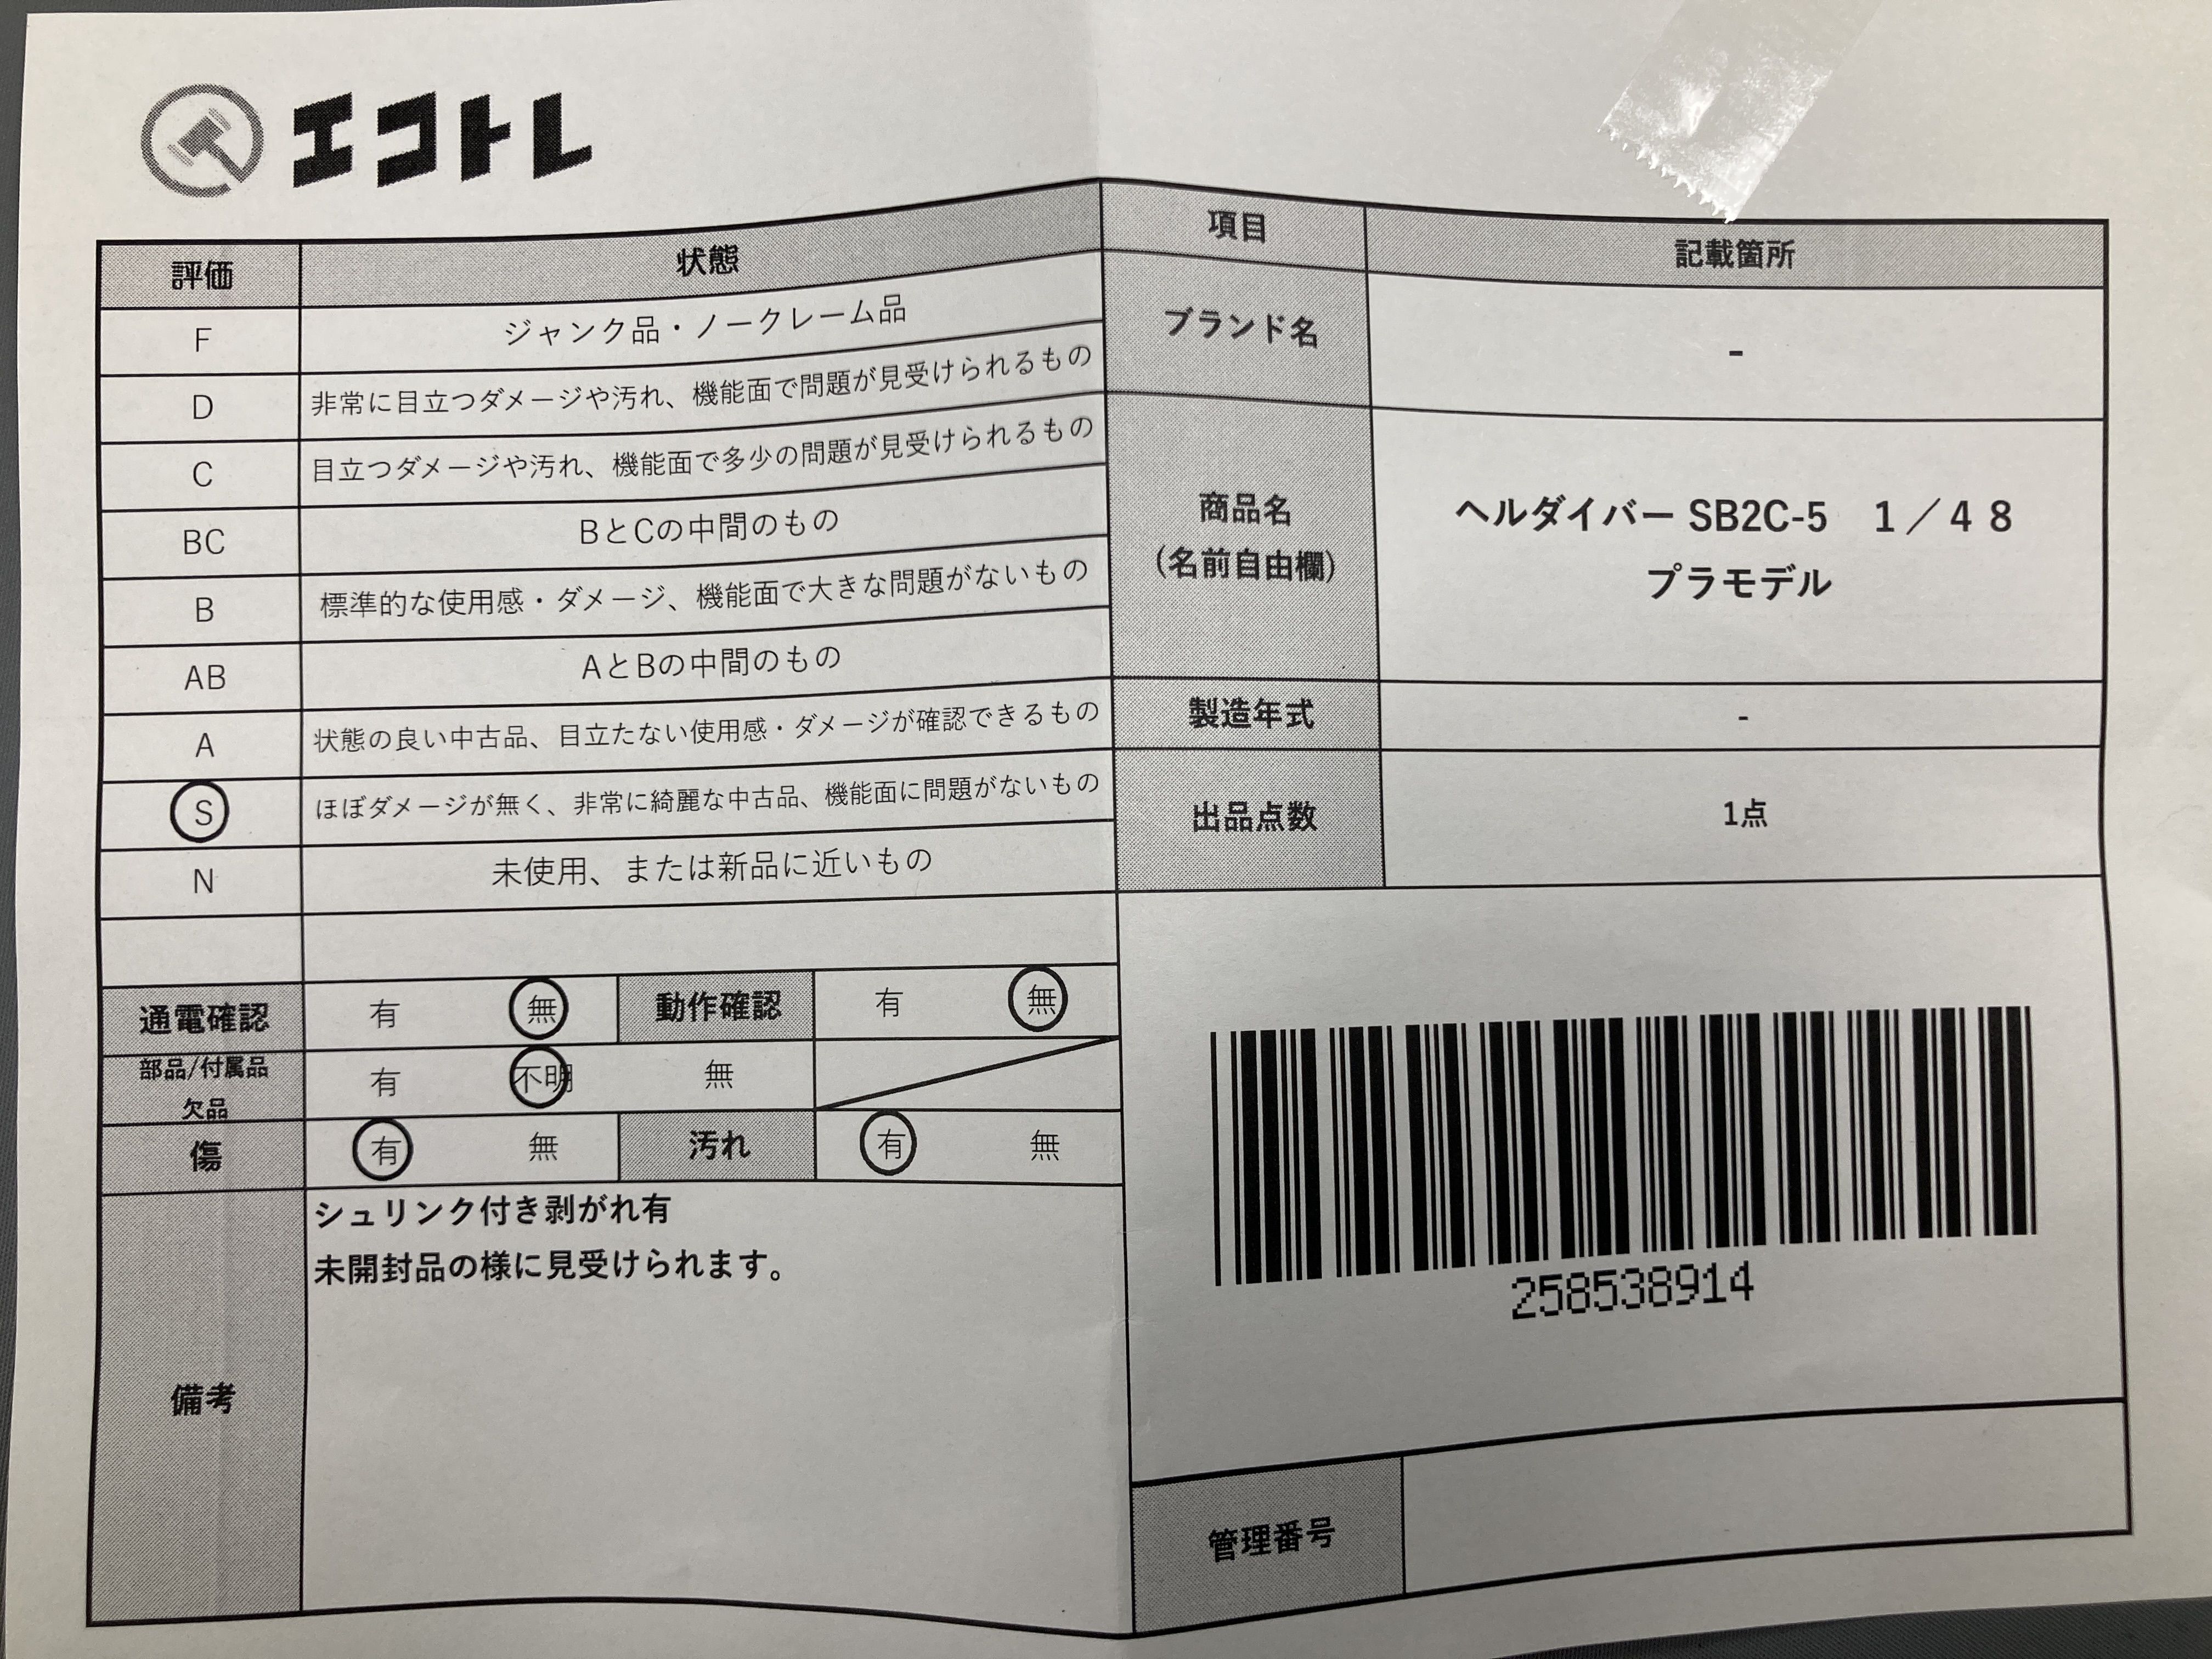 エコトレ
評価 状態
F ジャンク品・ノークレーム品
D 非常に目立つダメージや汚れ、機能面で問題が見受けられるもの
C 目立つダメージや汚れ、機能面で多少の問題が見受けられるもの
BC BとCの中間のもの
B 標準的な使用感・ダメージ、機能面で大きな問題がないもの
AB AとBの中間のもの
A 状態の良い中古品、目立たない使用感・ダメージが確認できるもの
S ほぼダメージが無く、非常に綺麗な中古品、機能面に問題がないもの
N 未使用、または新品に近いもの
通電確認 有 無 動作確認 有 無
部品/付属品
欠品 有 不明 無
傷 有 無 汚れ 有 無
備考
シュリンク付き剥がれ有
未開封品の様に見受けられます。
項目 記載箇所
ブランド名 -
商品名
(名前自由欄)
ヘルダイバー SB2C-5　１／４８
プラモデル
製造年式 -
出品点数 1点
258538914
管理番号